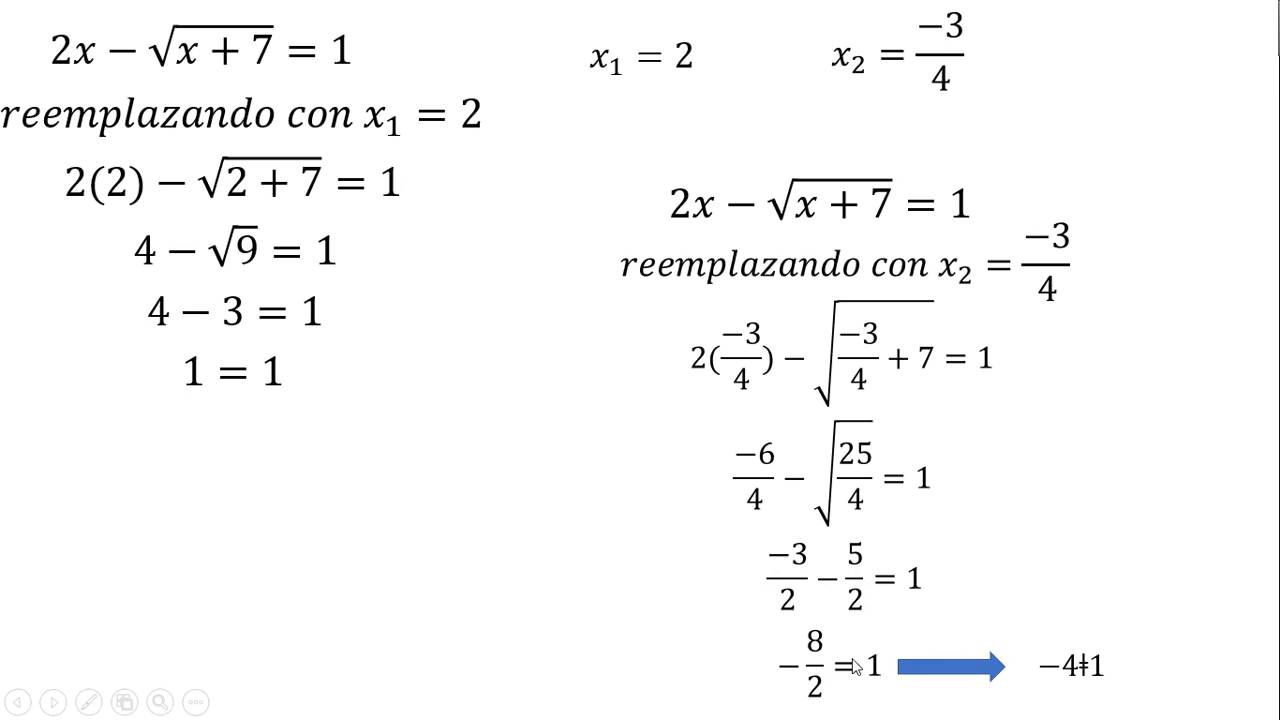 2x − √(x + 7) = 1
reemplazando con x₁ = 2
2(2) − √(2 + 7) = 1
4 − √9 = 1
4 − 3 = 1
1 = 1
x₁ = 2
x₂ = −3/4
2x − √(x + 7) = 1
reemplazando con x₂ = −3/4
2(−3/4) − √(−3/4 + 7) = 1
−6/4 − √(25/4) = 1
−3/2 − 5/2 = 1
−8/2 = 1
−4≠1